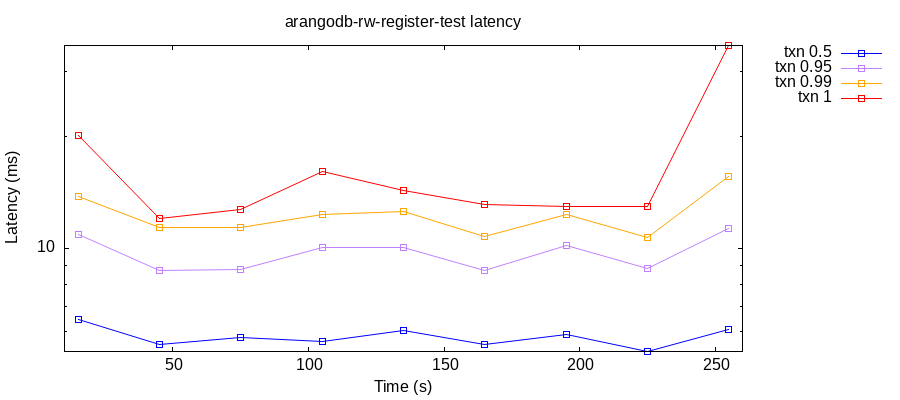 arangodb-rw-register-test latency
txn 0.5
txn 0.95
txn 0.99
txn 1
Latency (ms)
10
50
100
150
200
250
Time (s)